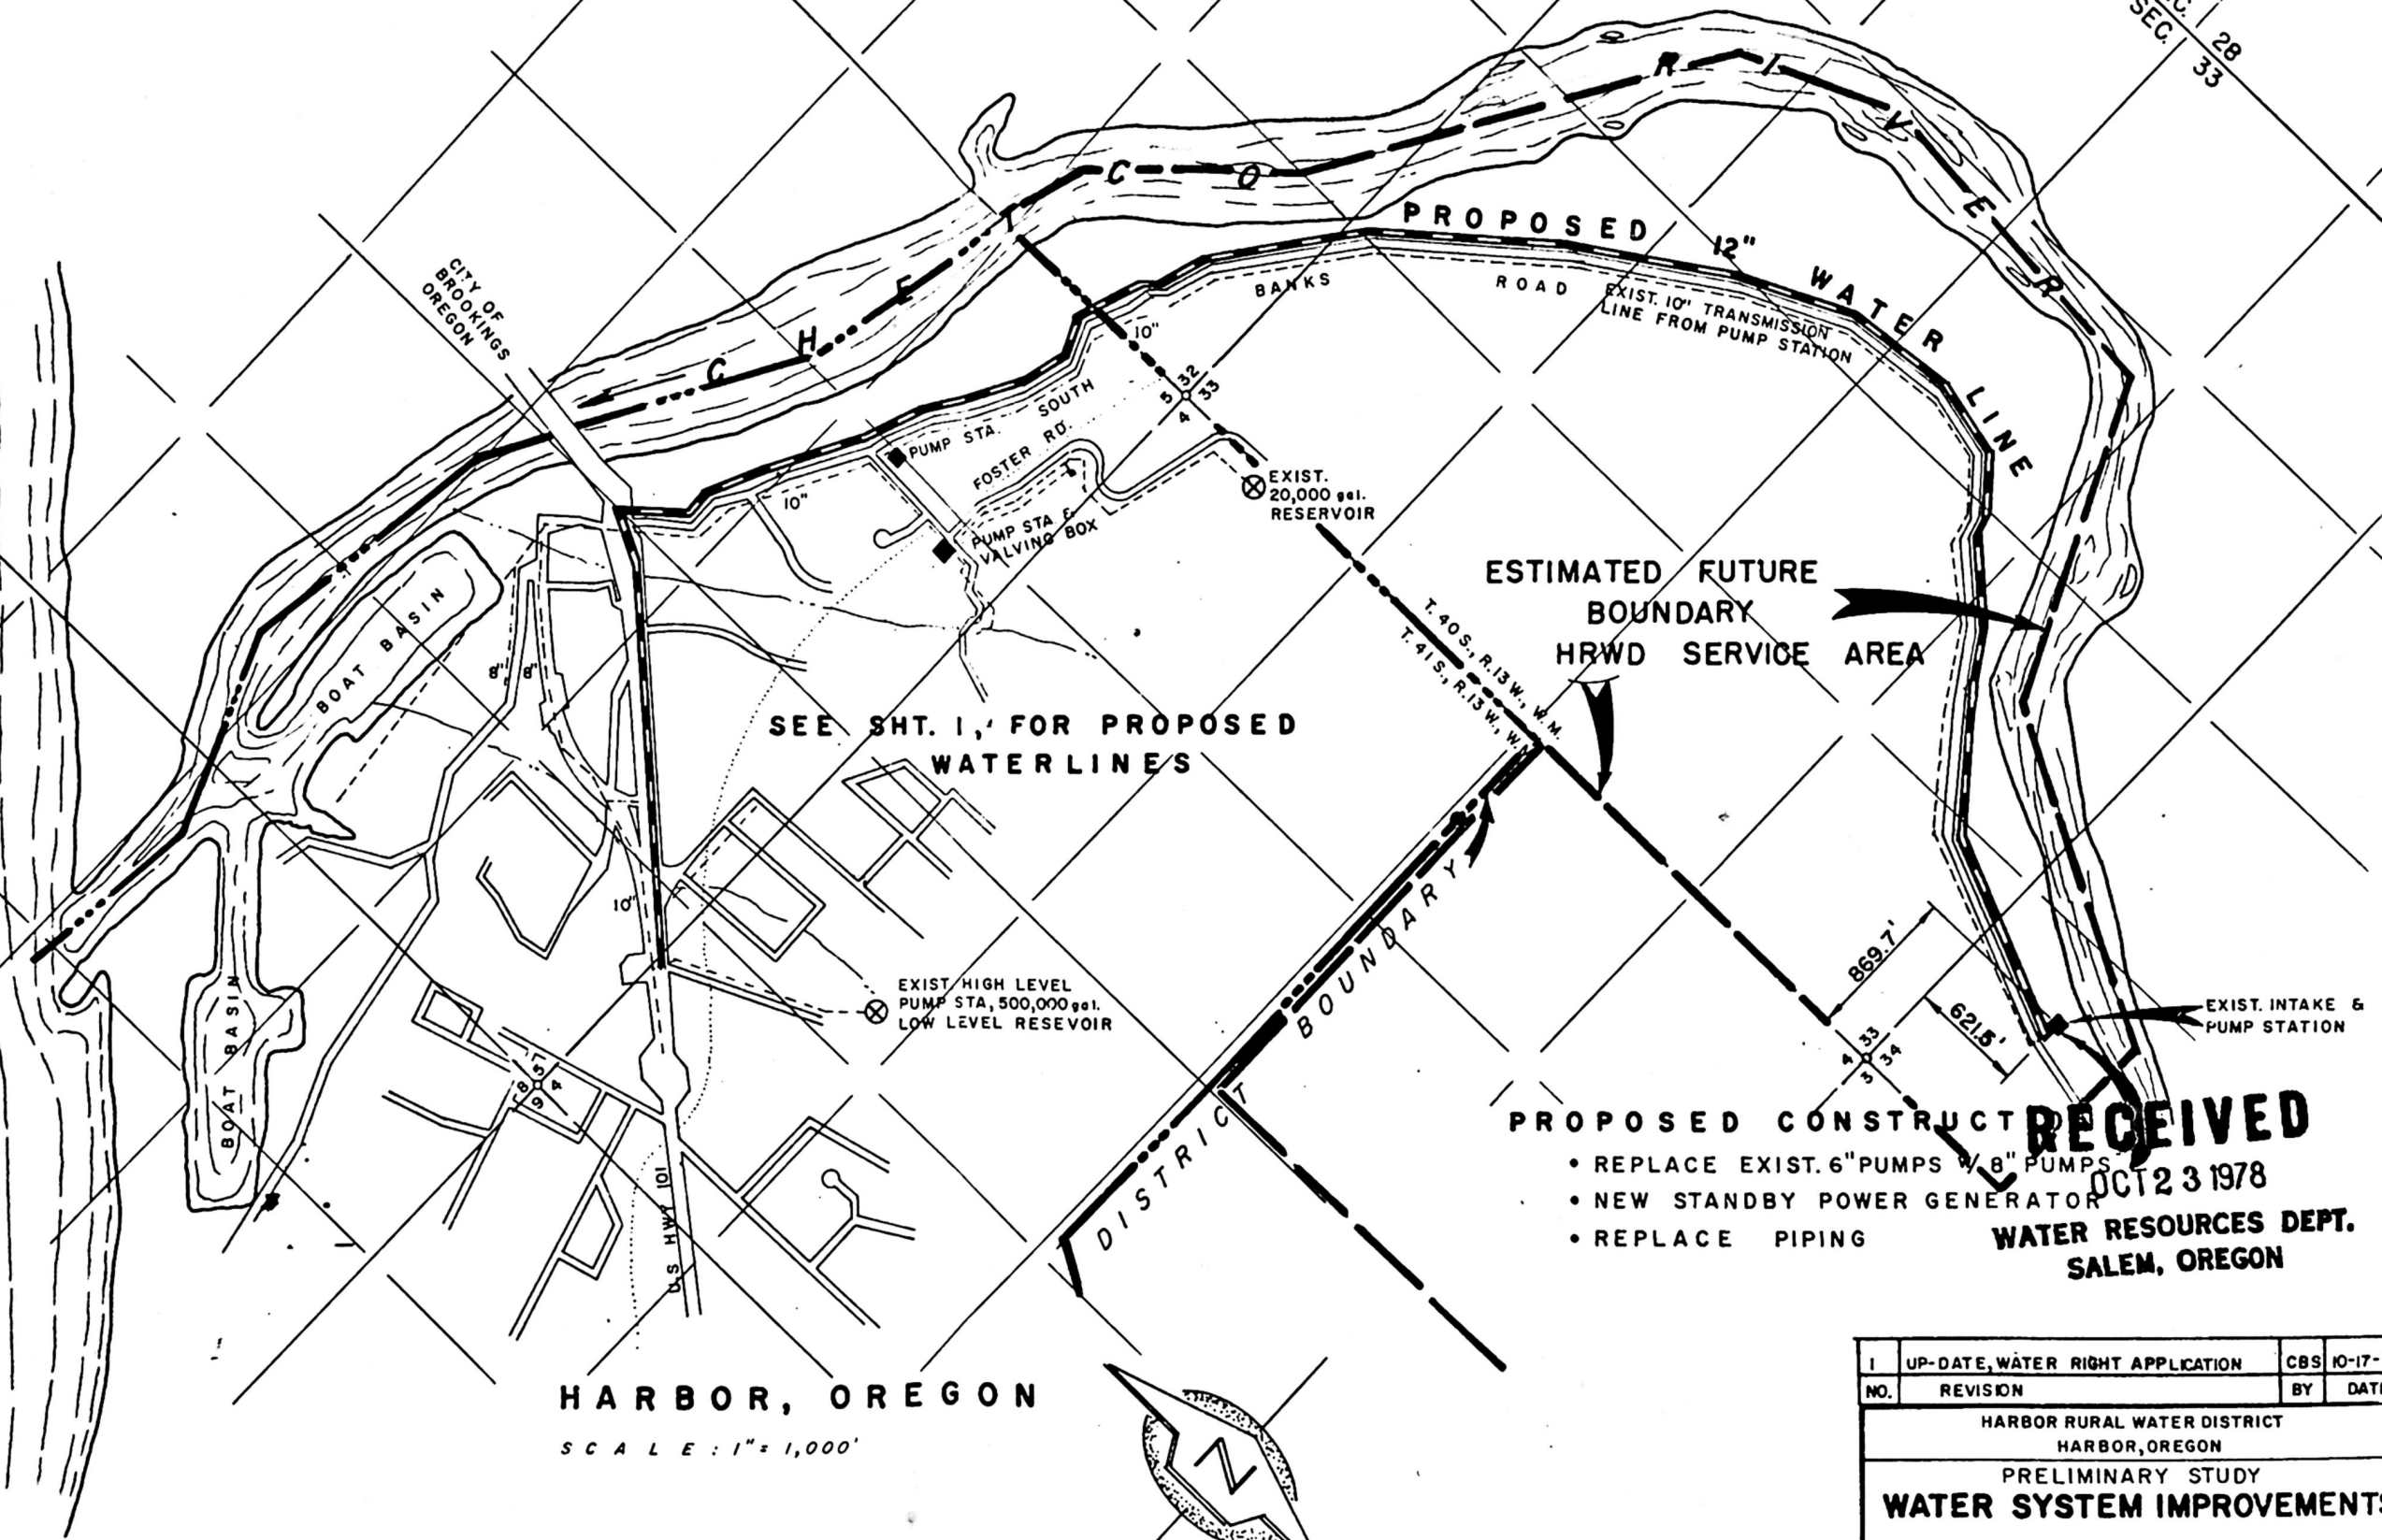 SEC. 28
33
C H E T C O R I V E R
PROPOSED 12" WATER LINE
CITY OF
BROOKINGS
OREGON
BANKS ROAD
EXIST. 10" TRANSMISSION
LINE FROM PUMP STATION
10"
32
5 33
4
SOUTH
PUMP STA.
FOSTER RD.
10"
EXIST.
20,000 gal.
RESERVOIR
PUMP STA &
VALVING BOX
BOAT BASIN
8" 8"
ESTIMATED FUTURE
BOUNDARY
HRWD SERVICE AREA
T. 40 S., R.13 W., W. M.
T. 41 S., R.13 W., W.
SEE SHT. 1, FOR PROPOSED
WATERLINES
10"
DISTRICT BOUNDARY
869.7'
621.5'
EXIST. INTAKE &
PUMP STATION
EXIST. HIGH LEVEL
PUMP STA, 500,000 gal.
LOW LEVEL RESEVOIR
BOAT BASIN
4 33
3 34
8 5
9 4
U.S HWY 101
PROPOSED CONSTRUCT
RECEIVED
• REPLACE EXIST. 6" PUMPS W/ 8" PUMPS
OCT 23 1978
• NEW STANDBY POWER GENERATOR
• REPLACE PIPING
WATER RESOURCES DEPT.
SALEM, OREGON
HARBOR, OREGON
SCALE: 1" = 1,000'
N
1 UP-DATE, WATER RIGHT APPLICATION CBS 10-17-
NO. REVISION BY DATE
HARBOR RURAL WATER DISTRICT
HARBOR, OREGON
PRELIMINARY STUDY
WATER SYSTEM IMPROVEMENTS